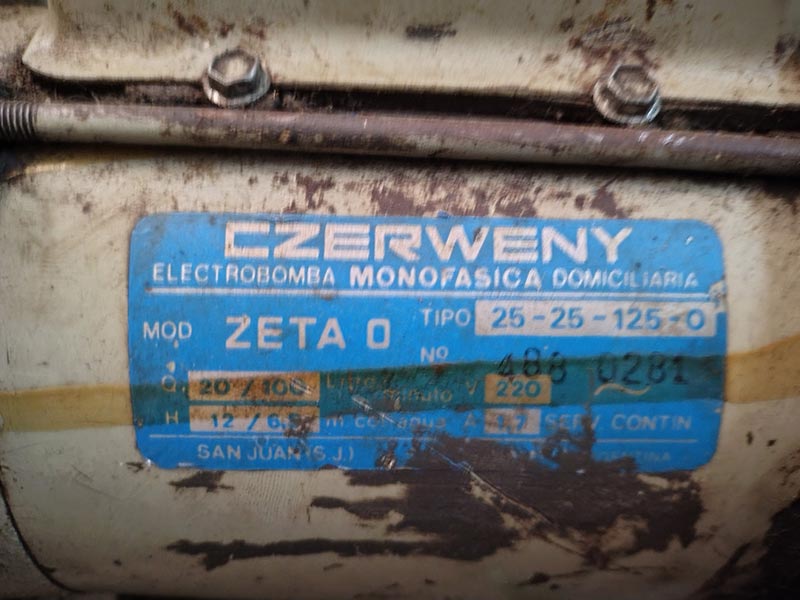 CZERWENY
ELECTROBOMBA MONOFASICA DOMICILIARIA
MOD ZETA 0 TIPO 25-25-125-0
Nº 488 0281
Q 20/100 V 220
H 12/6,5 A SERV. CONTIN
SAN JUAN (S.J.)